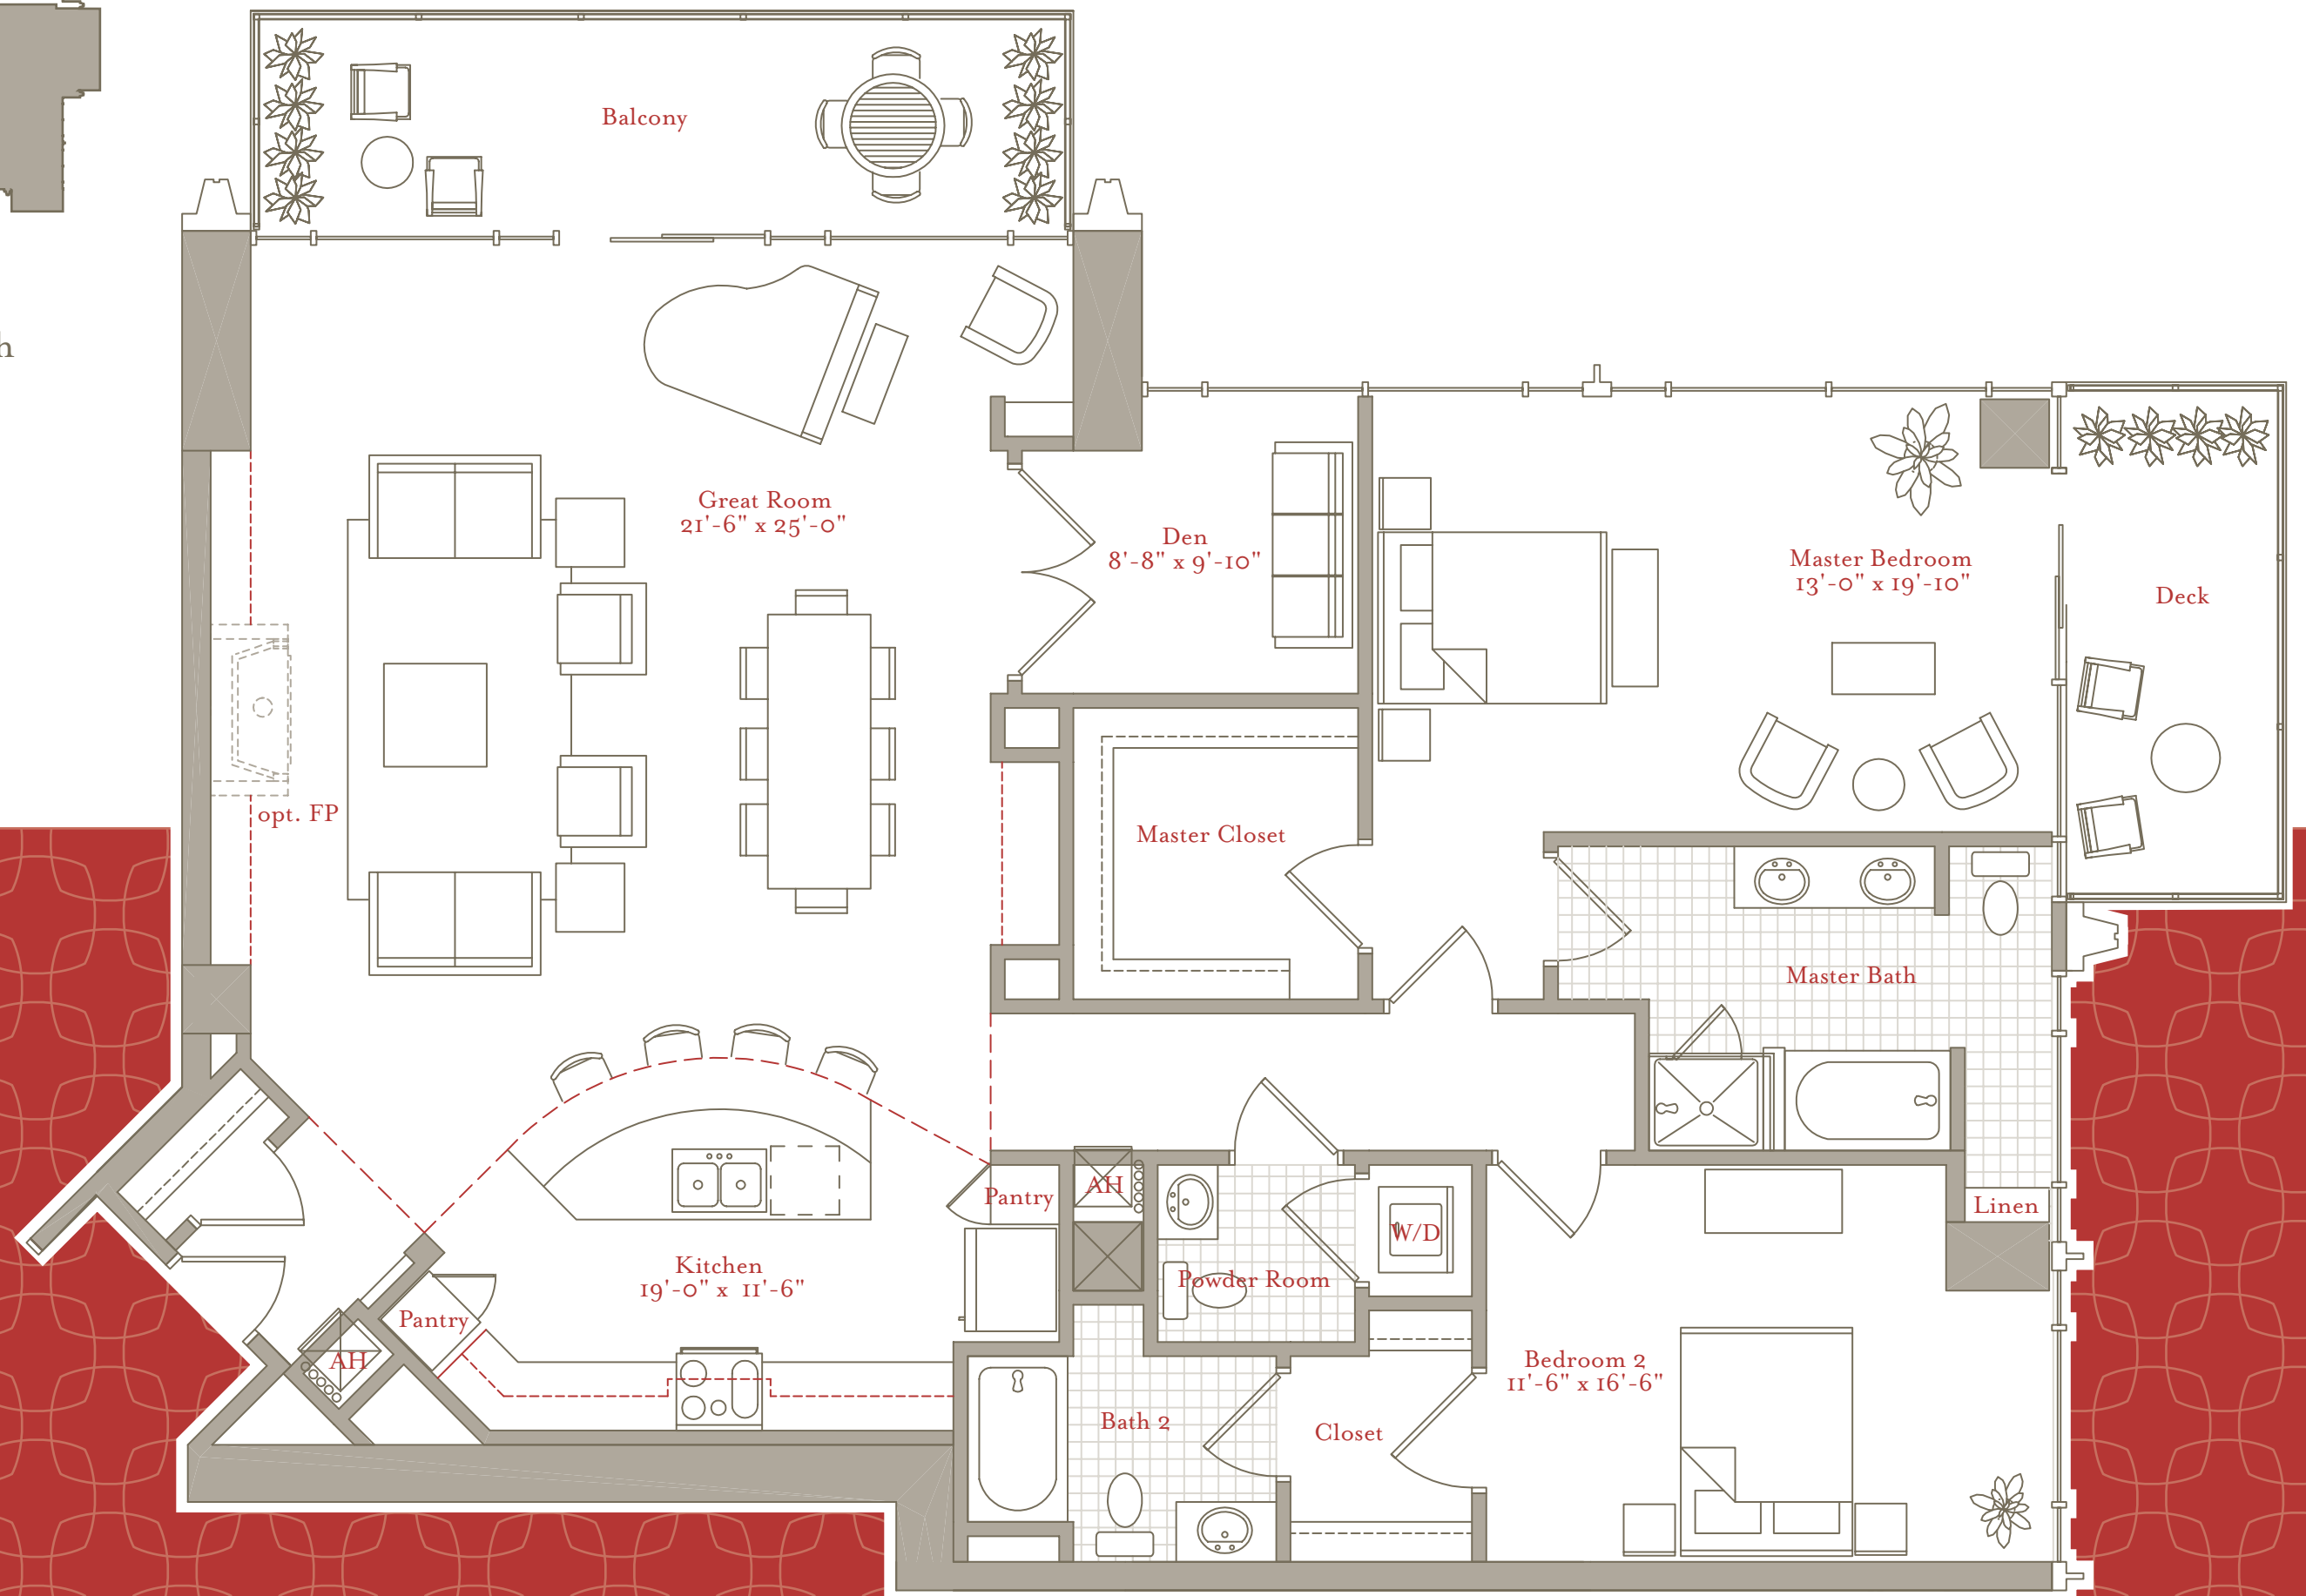 Balcony
h
Great Room
21'-6" x 25'-0"
Den
8'-8" x 9'-10"
Master Bedroom
13'-0" x 19'-10"
Deck
opt. FP
Master Closet
Master Bath
Pantry
AH
Linen
W/D
Kitchen
19'-0" x 11'-6"
Powder Room
Pantry
AH
Bedroom 2
11'-6" x 16'-6"
Bath 2
Closet